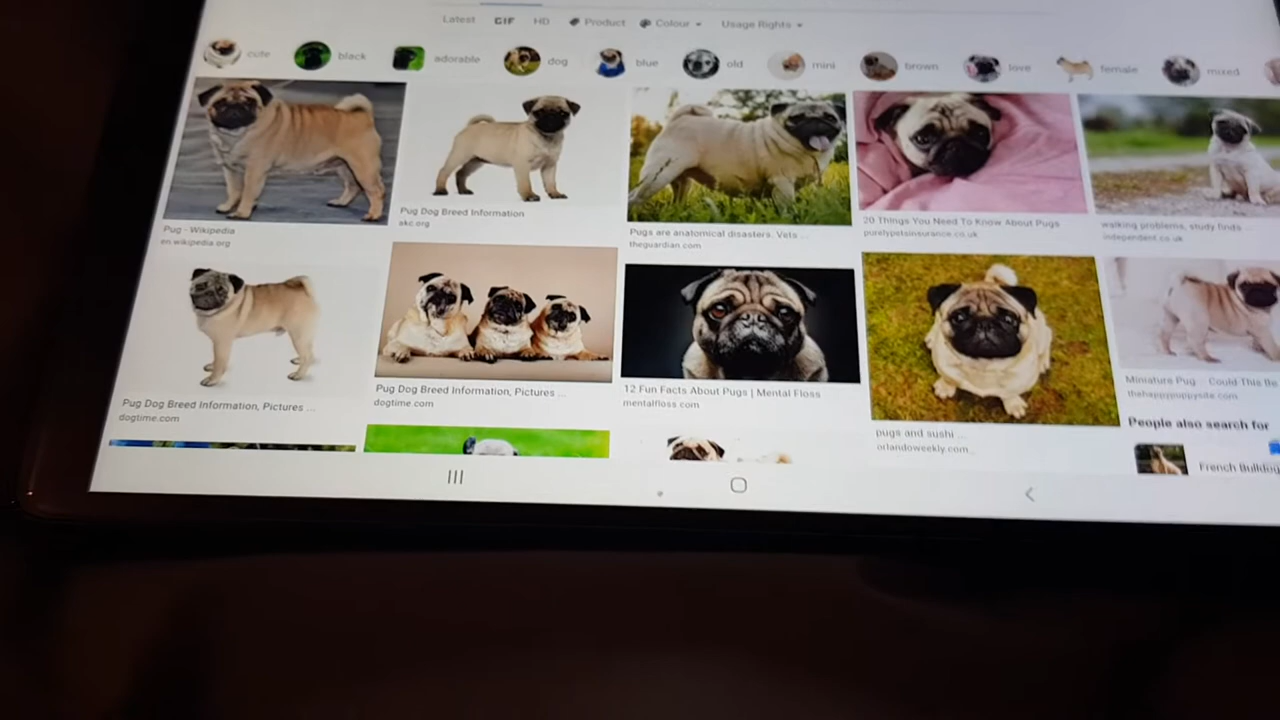 Latest GIF HD Product Colour Usage Rights
cute black adorable dog blue old mini brown love female mixed
Pug - Wikipedia
en.wikipedia.org
Pug Dog Breed Information
akc.org
Pugs are anatomical disasters. Vets ...
theguardian.com
20 Things You Need To Know About Pugs
purelypetsinsurance.co.uk
walking problems, study finds...
independent.co.uk
Pug Dog Breed Information, Pictures ...
dogtime.com
Pug Dog Breed Information, Pictures ...
dogtime.com
12 Fun Facts About Pugs | Mental Floss
mentalfloss.com
pugs and sushi ...
orlandoweekly.com...
Miniature Pug - Could This Be
thehappypuppysite.com
People also search for
French Bulldog